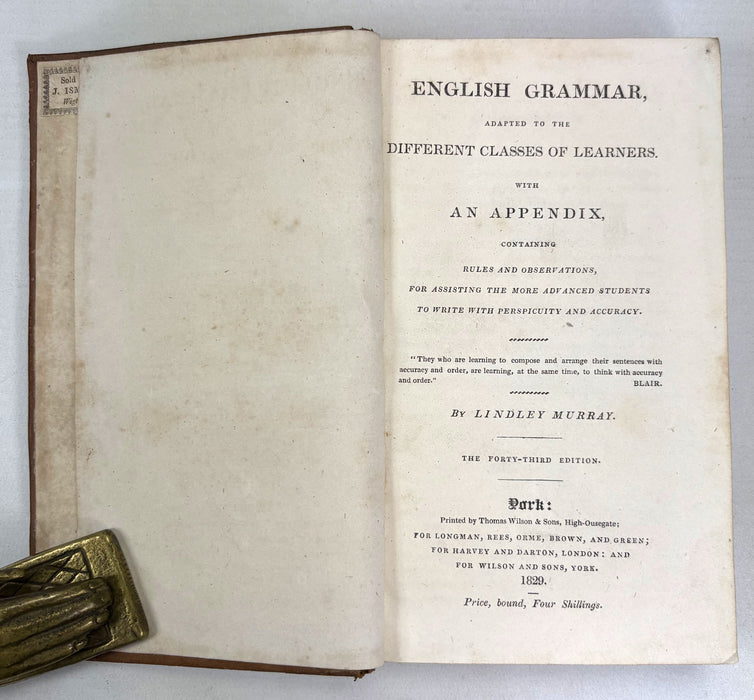 Sold
J.
ENGLISH GRAMMAR,
ADAPTED TO THE
DIFFERENT CLASSES OF LEARNERS.
WITH
AN APPENDIX,
CONTAINING
RULES AND OBSERVATIONS,
FOR ASSISTING THE MORE ADVANCED STUDENTS
TO WRITE WITH PERSPICUITY AND ACCURACY.
"They who are learning to compose and arrange their sentences with
accuracy and order, are learning, at the same time, to think with accuracy
and order." BLAIR.
BY LINDLEY MURRAY.
THE FORTY-THIRD EDITION.
York:
Printed by Thomas Wilson & Sons, High-Ousegate;
FOR LONGMAN, REES, ORME, BROWN, AND GREEN;
FOR HARVEY AND DARTON, LONDON: AND
FOR WILSON AND SONS, YORK.
1829.
Price, bound, Four Shillings.